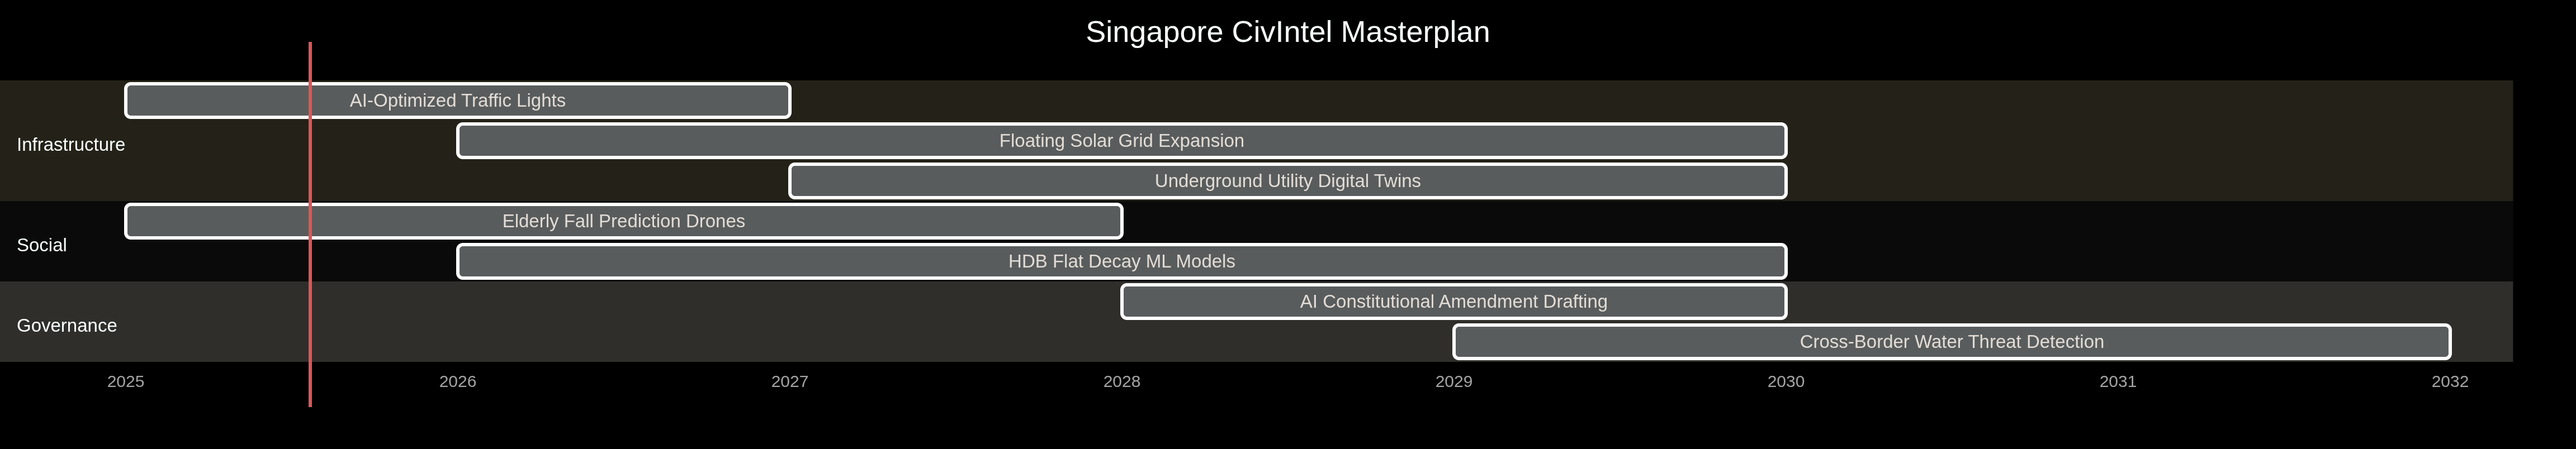 Singapore CivIntel Masterplan
AI-Optimized Traffic Lights
Floating Solar Grid Expansion
Infrastructure
Underground Utility Digital Twins
Elderly Fall Prediction Drones
Social
HDB Flat Decay ML Models
AI Constitutional Amendment Drafting
Governance
Cross-Border Water Threat Detection
2025 2026 2027 2028 2029 2030 2031 2032